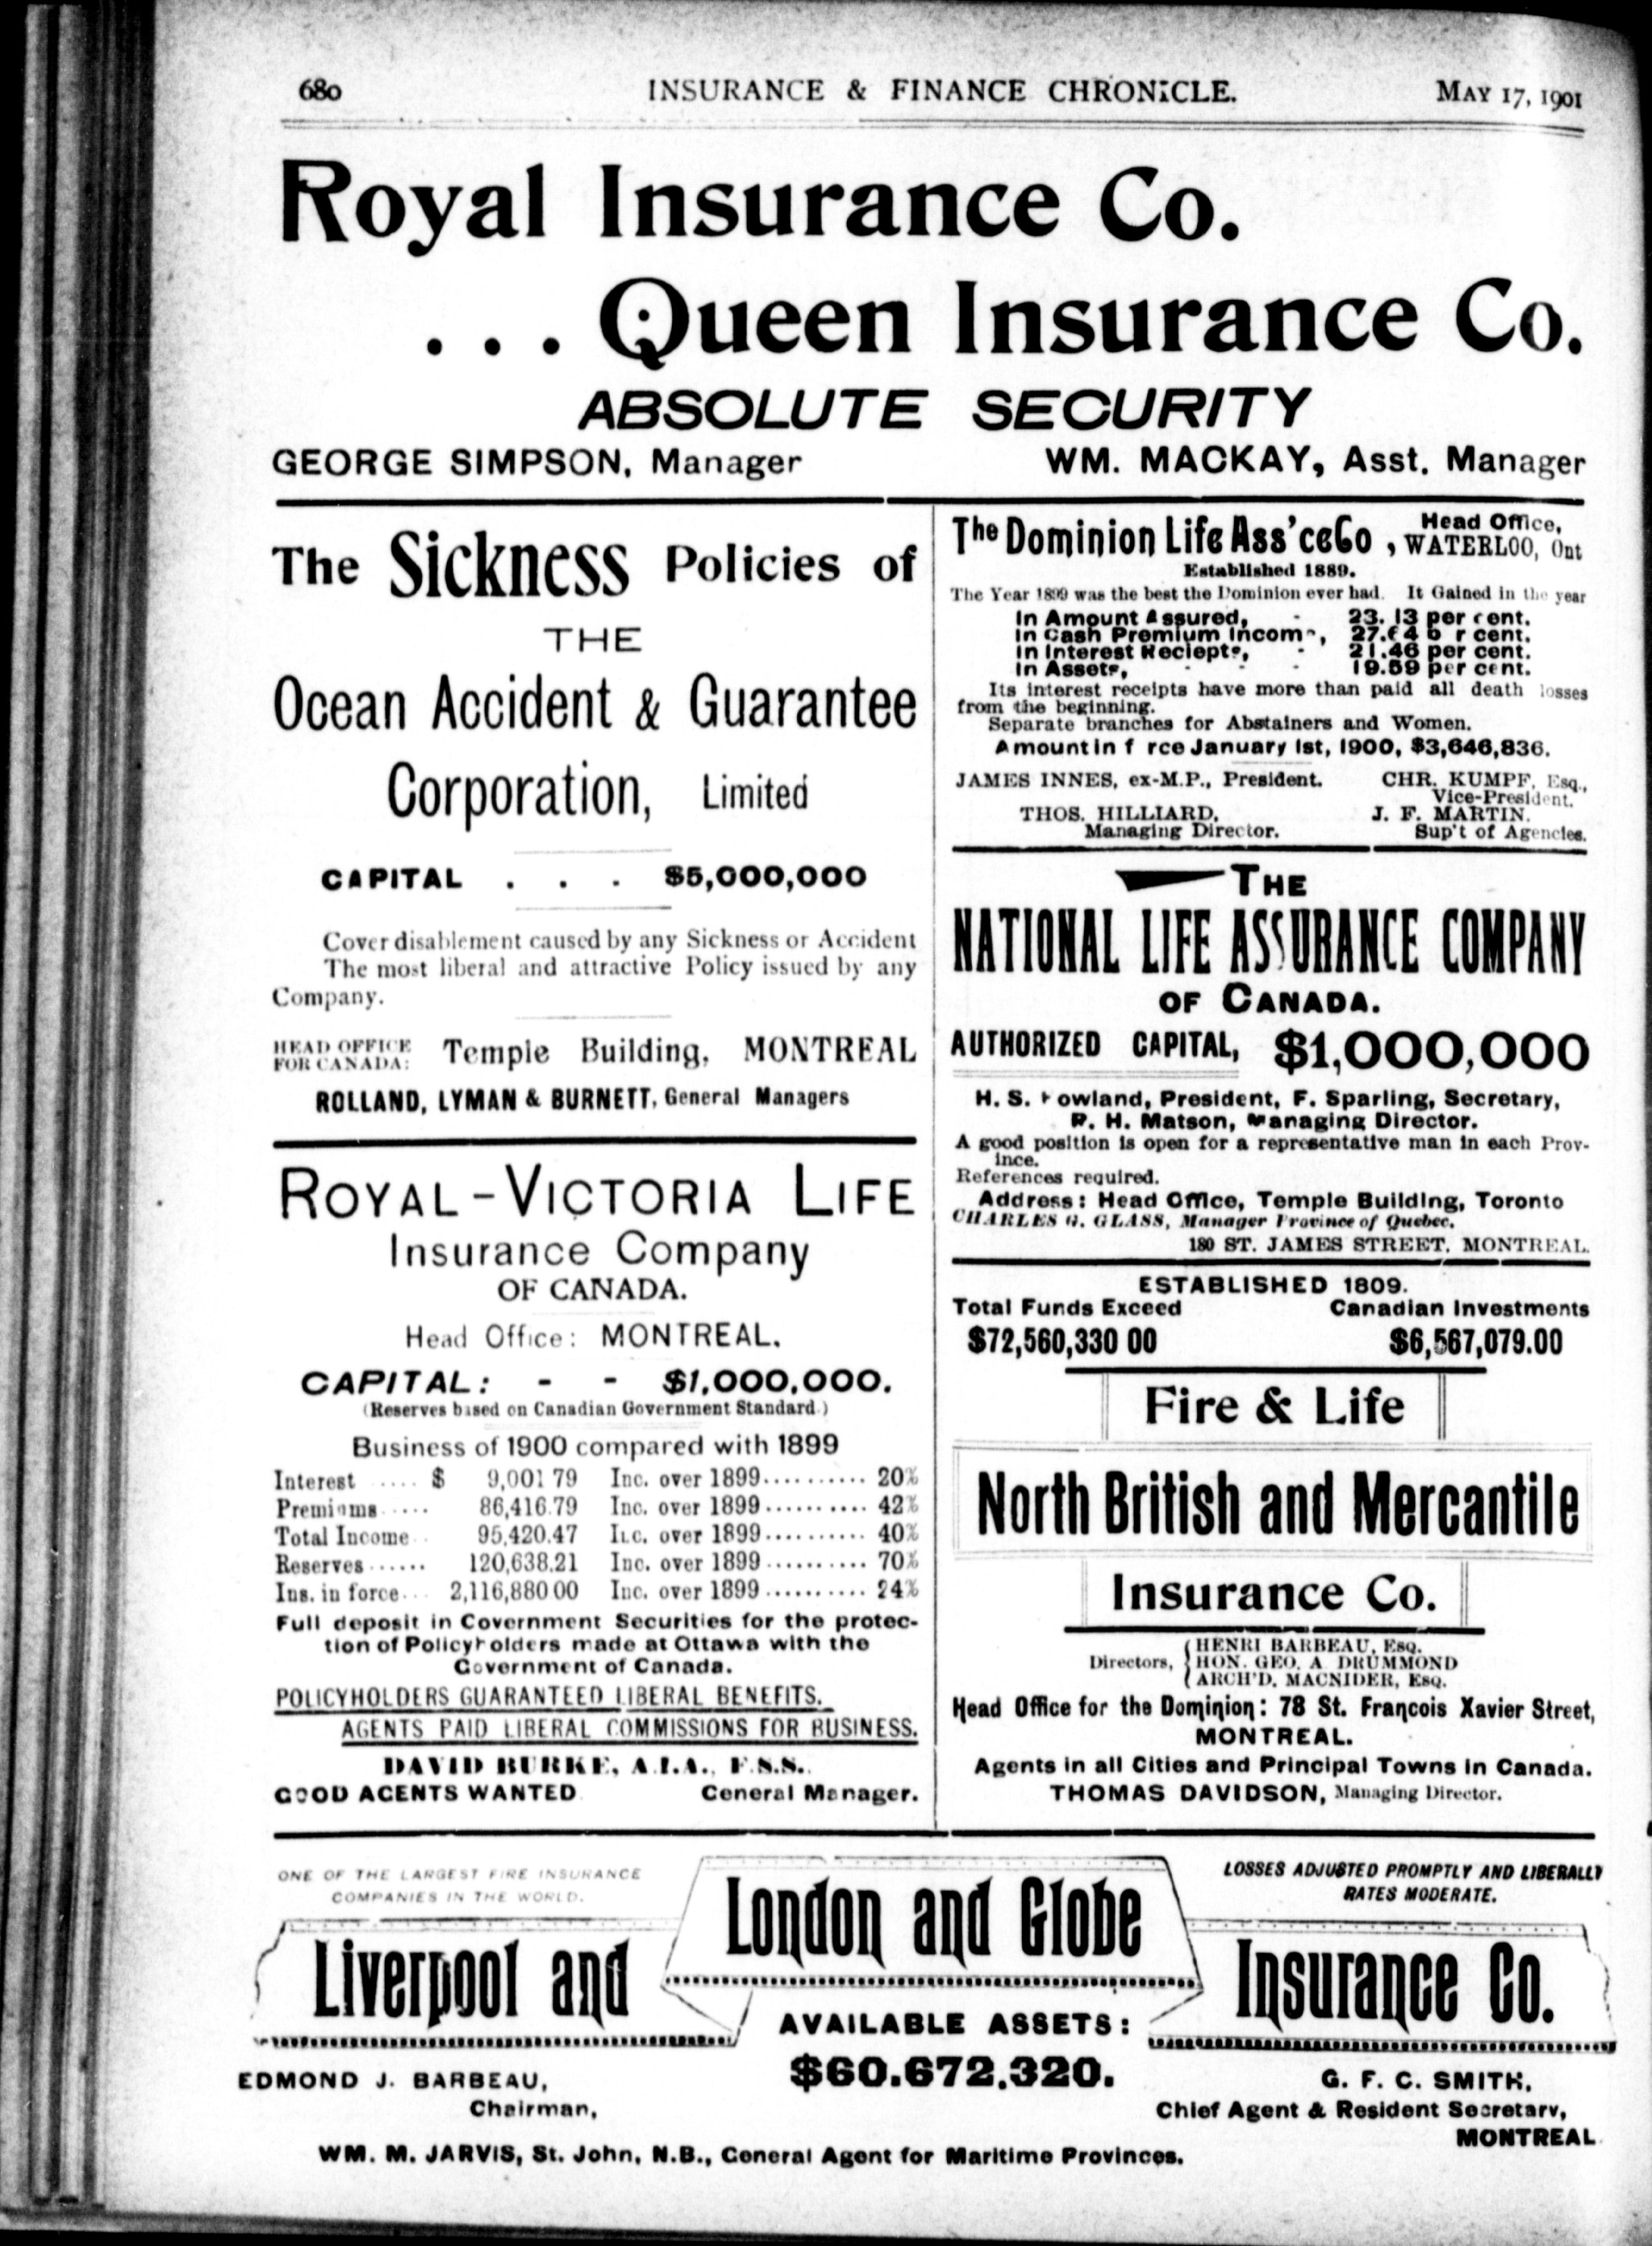 680
INSURANCE & FINANCE CHRONICLE.
MAY 17, 1901
Royal Insurance Co.
. . . Queen Insurance Co.
ABSOLUTE SECURITY
GEORGE SIMPSON, Manager
WM. MACKAY, Asst. Manager
The Sickness Policies of
THE
Ocean Accident & Guarantee
Corporation, Limited
CAPITAL . . . $5,000,000
Cover disablement caused by any Sickness or Accident
The most liberal and attractive Policy issued by any
Company.
HEAD OFFICE
FOR CANADA:
Temple Building, MONTREAL
ROLLAND, LYMAN & BURNETT, General Managers
ROYAL-VICTORIA LIFE
Insurance Company
OF CANADA.
Head Office: MONTREAL.
CAPITAL: - - $1,000,000.
(Reserves based on Canadian Government Standard.)
Business of 1900 compared with 1899
Interest .... $ 9,001 79 Inc. over 1899.......... 20%
Premiums ..... 86,416.79 Inc. over 1899.......... 42%
Total Income.. 95,420.47 Inc. over 1899.......... 40%
Reserves ...... 120,638.21 Inc. over 1899.......... 70%
Ins. in force... 2,116,880 00 Inc. over 1899.......... 24%
Full deposit in Government Securities for the protec-
tion of Policyholders made at Ottawa with the
Government of Canada.
POLICYHOLDERS GUARANTEED LIBERAL BENEFITS.
AGENTS PAID LIBERAL COMMISSIONS FOR BUSINESS.
DAVID BURKE, A.I.A., F.S.S.,
GOOD AGENTS WANTED
General Manager.
The Dominion Life Ass'ce Co ,
Head Office,
WATERLOO, Ont
Established 1889.
The Year 1899 was the best the Dominion ever had. It Gained in the year
In Amount Assured, - 23.13 per cent.
In Cash Premium Income, 27.64 p r cent.
In Interest Reciepts, - 21.46 per cent.
In Assets, - - - 19.59 per cent.
Its interest receipts have more than paid all death losses
from the beginning.
Separate branches for Abstainers and Women.
Amount in f rce January 1st, 1900, $3,646,836.
JAMES INNES, ex-M.P., President.
CHR. KUMPF, Esq.,
Vice-President.
THOS. HILLIARD,
Managing Director.
J. F. MARTIN,
Sup't of Agencies.
THE
NATIONAL LIFE ASSURANCE COMPANY
OF CANADA.
AUTHORIZED CAPITAL, $1,000,000
H. S. Howland, President, F. Sparling, Secretary,
R. H. Matson, Managing Director.
A good position is open for a representative man in each Prov-
ince.
References required.
Address: Head Office, Temple Building, Toronto
CHARLES G. GLASS, Manager Province of Quebec.
180 ST. JAMES STREET, MONTREAL.
ESTABLISHED 1809.
Total Funds Exceed
Canadian Investments
$72,560,330 00
$6,567,079.00
Fire & Life
North British and Mercantile
Insurance Co.
Directors,
HENRI BARBEAU, ESQ.
HON. GEO. A DRUMMOND
ARCH'D. MACNIDER, ESQ.
Head Office for the Dominion: 78 St. François Xavier Street,
MONTREAL.
Agents in all Cities and Principal Towns in Canada.
THOMAS DAVIDSON, Managing Director.
ONE OF THE LARGEST FIRE INSURANCE
COMPANIES IN THE WORLD.
LOSSES ADJUSTED PROMPTLY AND LIBERALLY
RATES MODERATE.
Liverpool and London and Globe Insurance Co.
AVAILABLE ASSETS:
$60.672.320.
EDMOND J. BARBEAU,
Chairman,
G. F. C. SMITH,
Chief Agent & Resident Secretary,
MONTREAL.
WM. M. JARVIS, St. John, N.B., General Agent for Maritime Provinces.